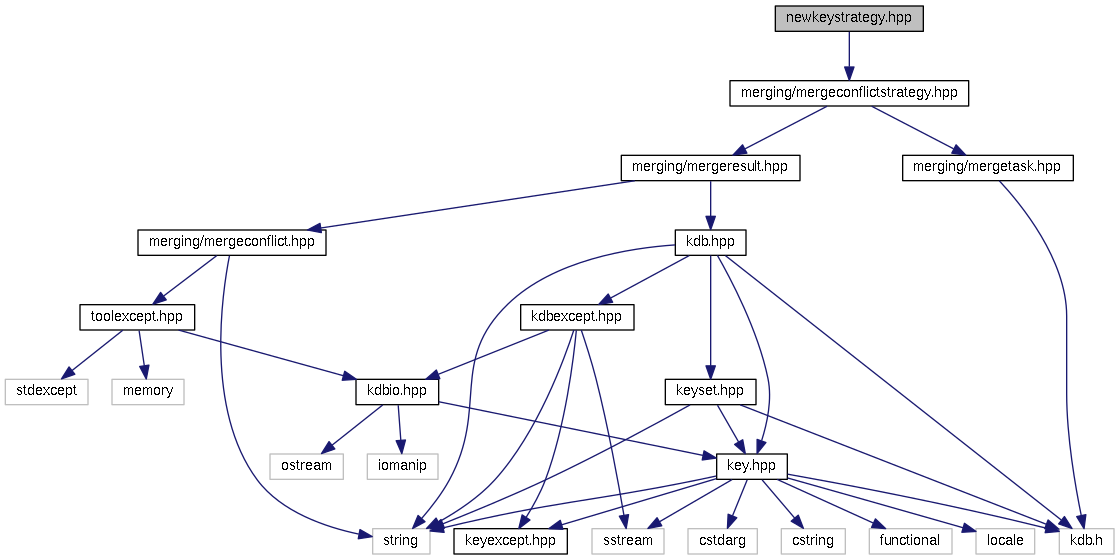 newkeystrategy.hpp
merging/mergeconflictstrategy.hpp
merging/mergeresult.hpp
merging/mergetask.hpp
merging/mergeconflict.hpp
kdb.hpp
toolexcept.hpp
kdbexcept.hpp
stdexcept
memory
kdbio.hpp
keyset.hpp
ostream
iomanip
key.hpp
string
keyexcept.hpp
sstream
cstdarg
cstring
functional
locale
kdb.h